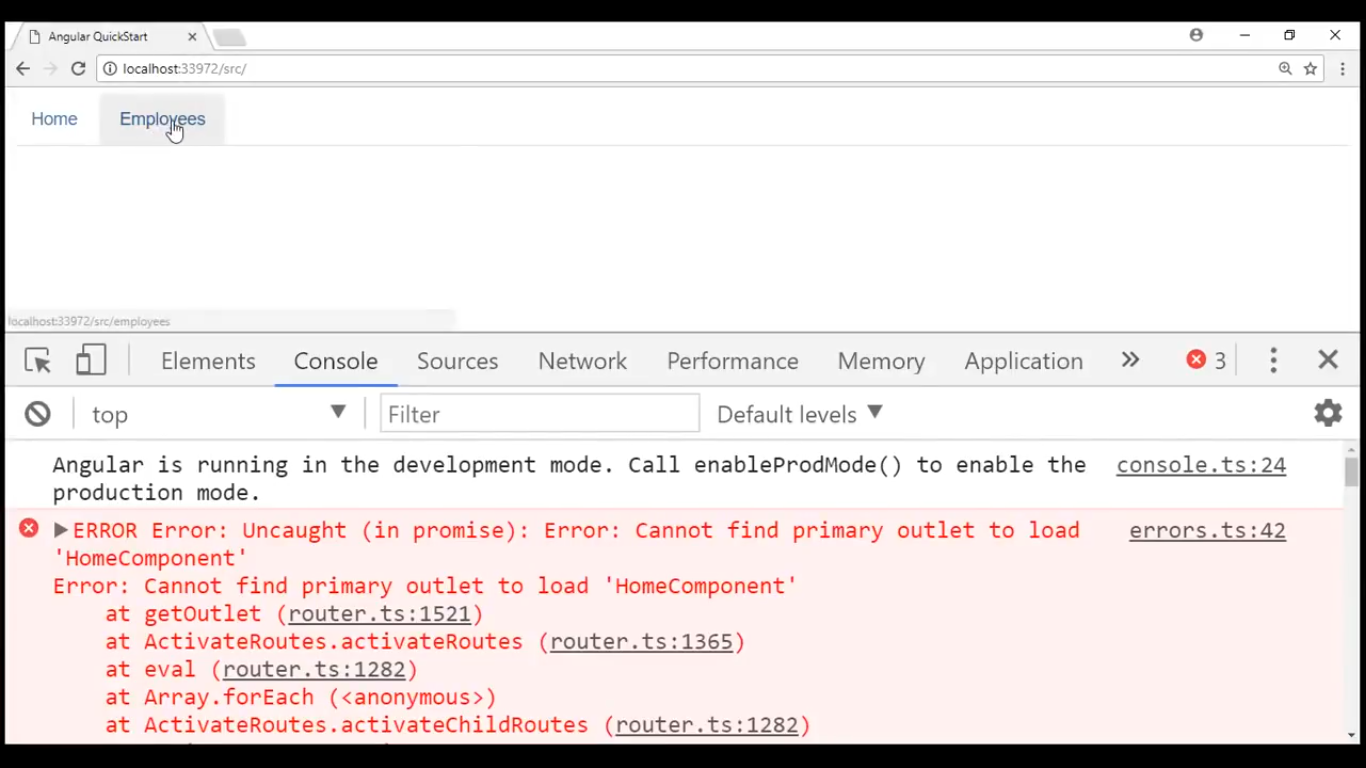 Angular QuickStart
localhost:33972/src/
Home Employees
localhost:33972/src/employees
Elements Console Sources Network Performance Memory Application » 3
top Filter Default levels
Angular is running in the development mode. Call enableProdMode() to enable the console.ts:24
production mode.
ERROR Error: Uncaught (in promise): Error: Cannot find primary outlet to load errors.ts:42
'HomeComponent'
Error: Cannot find primary outlet to load 'HomeComponent'
at getOutlet (router.ts:1521)
at ActivateRoutes.activateRoutes (router.ts:1365)
at eval (router.ts:1282)
at Array.forEach (<anonymous>)
at ActivateRoutes.activateChildRoutes (router.ts:1282)